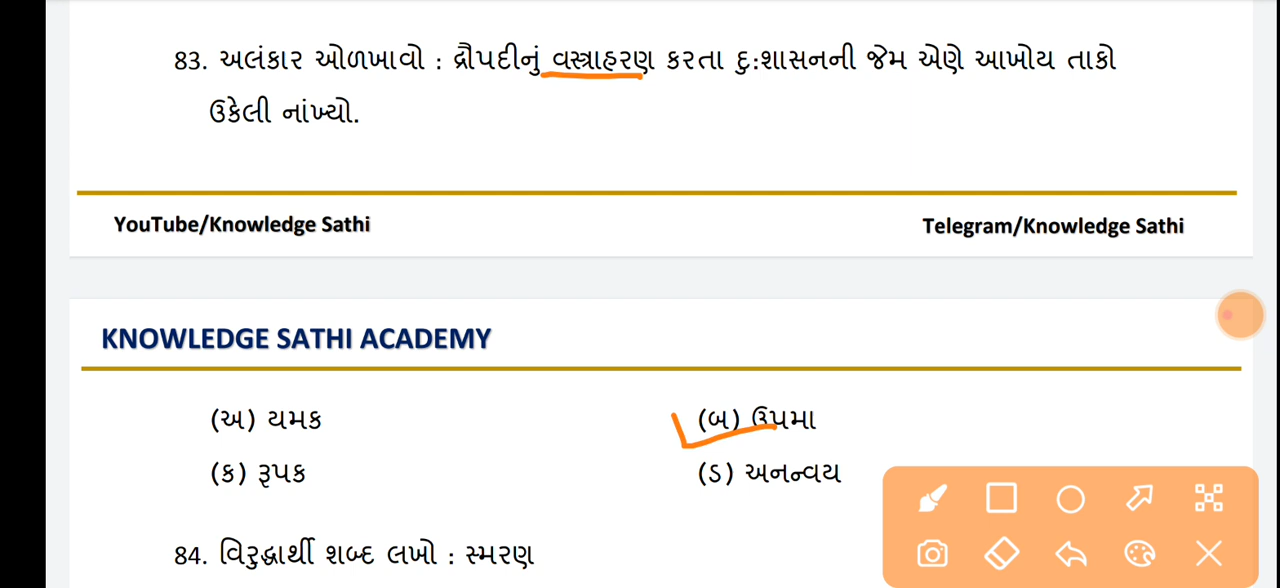 83. અલંકાર ઓળખાવો : દ્રૌપદીનું વસ્ત્રાહરણ કરતા દુ:શાસનની જેમ એણે આખોય તાકો
ઉકેલી નાંખ્યો.
YouTube/Knowledge Sathi Telegram/Knowledge Sathi
KNOWLEDGE SATHI ACADEMY
(અ) યમક (બ) ઉપમા
(ક) રૂપક (ડ) અનન્વય
84. વિરુદ્ધાર્થી શબ્દ લખો : સ્મરણ